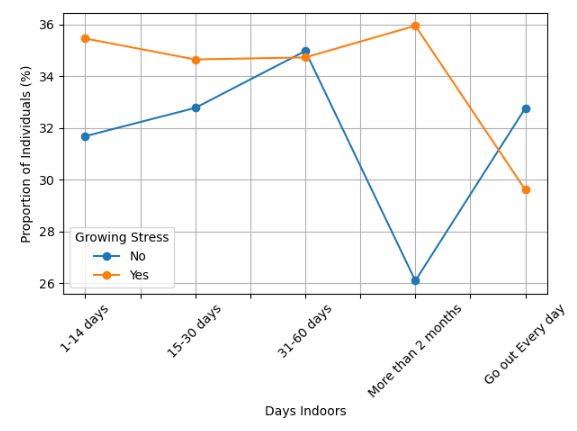 36
34
32
30
28
26
Proportion of Individuals (%)
Growing Stress
No
Yes
1-14 days
15-30 days
31-60 days
More than 2 months
Go out Every day
Days Indoors